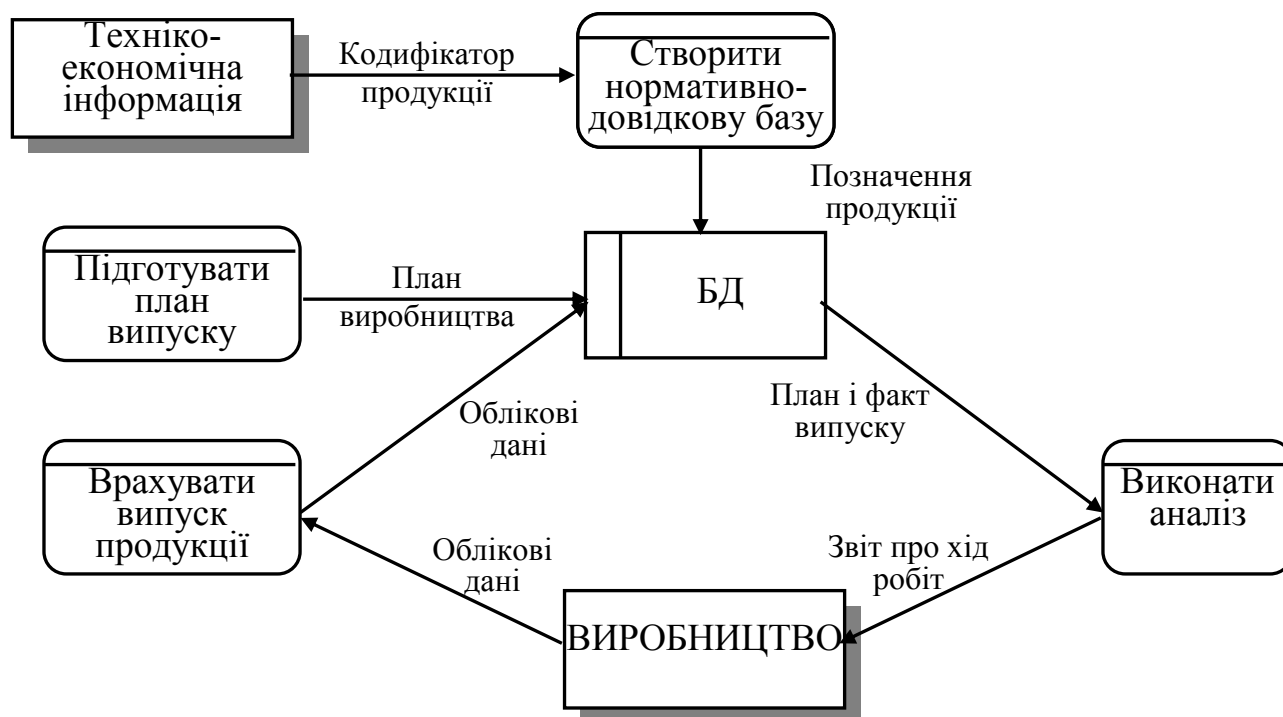 Техніко-
економічна
інформація
Кодифікатор
продукції
Створити
нормативно-
довідкову базу
Позначення
продукції
Підготувати
план
випуску
План
виробництва
БД
Облікові
дані
План і факт
випуску
Врахувати
випуск
продукції
Виконати
аналіз
Облікові
дані
Звіт про хід
робіт
ВИРОБНИЦТВО